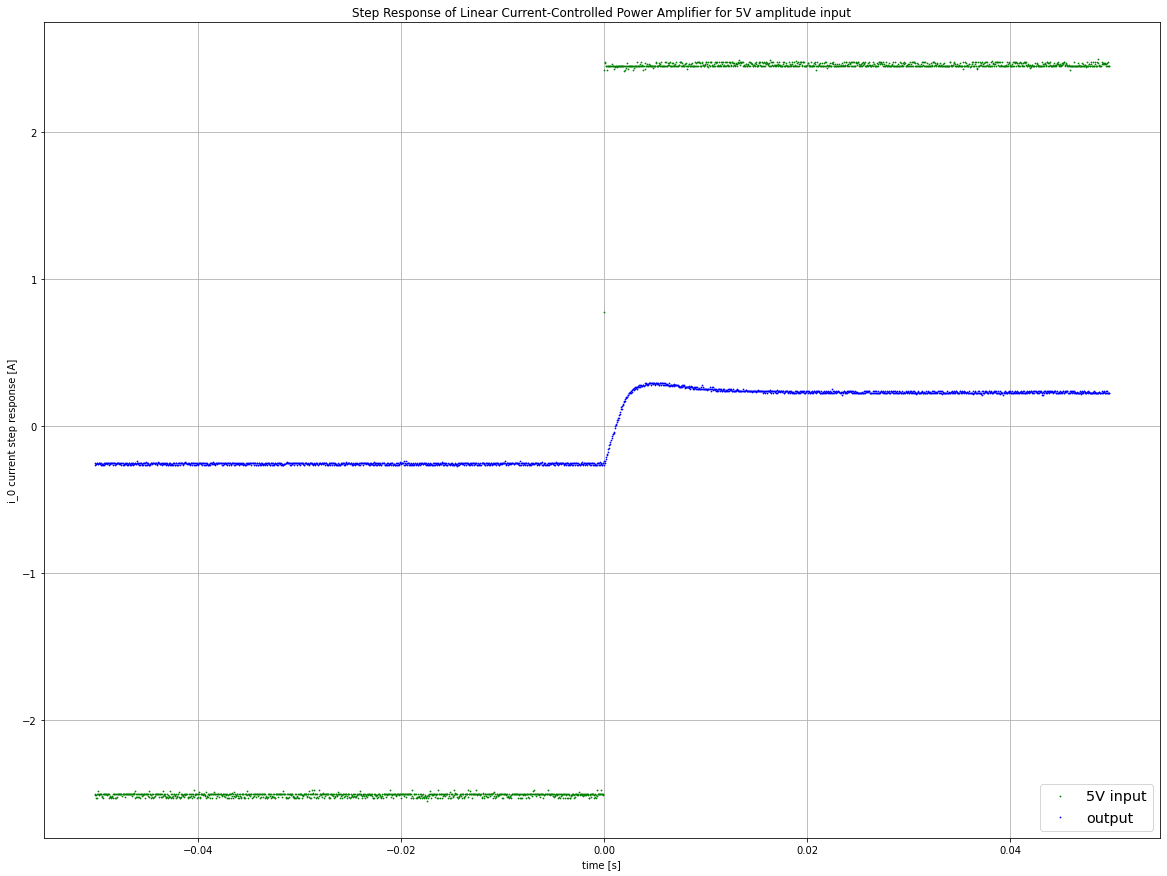 Step Response of Linear Current-Controlled Power Amplifier for 5V amplitude input
i_0 current step response [A]
2
1
0
−1
−2
5V input
output
−0.04
−0.02
0.00
0.02
0.04
time [s]